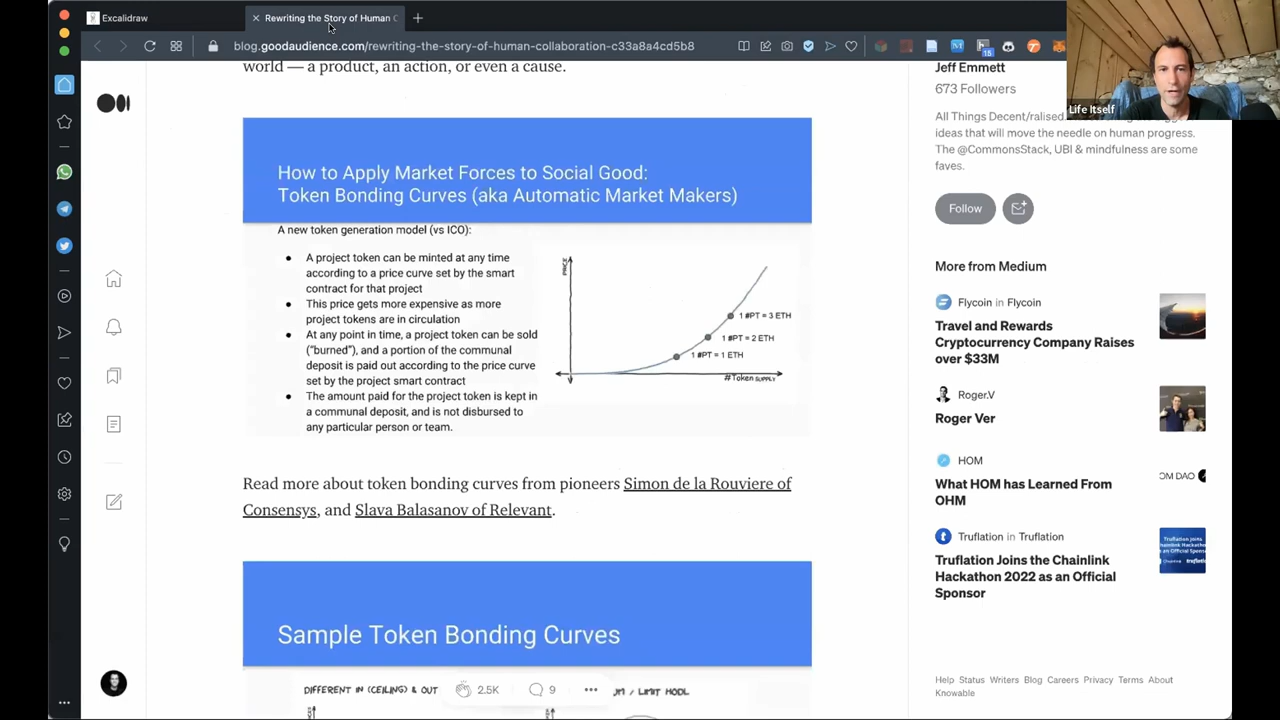 Excalidraw
Rewriting the Story of Human C
blog.goodaudience.com/rewriting-the-story-of-human-collaboration-c33a8a4cd5b8
15
Life Itself
world — a product, an action, or even a cause.
How to Apply Market Forces to Social Good:
Token Bonding Curves (aka Automatic Market Makers)
A new token generation model (vs ICO):
● A project token can be minted at any time
according to a price curve set by the smart
contract for that project
● This price gets more expensive as more
project tokens are in circulation
● At any point in time, a project token can be sold
("burned"), and a portion of the communal
deposit is paid out according to the price curve
set by the project smart contract
● The amount paid for the project token is kept in
a communal deposit, and is not disbursed to
any particular person or team.
PRICE
1 #PT = 3 ETH
1 #PT = 2 ETH
1 #PT = 1 ETH
#TOKEN SUPPLY
Read more about token bonding curves from pioneers Simon de la Rouviere of
Consensys, and Slava Balasanov of Relevant.
Sample Token Bonding Curves
DIFFERENT IN (CEILING) & OUT
/ LIMIT HODL
2.5K
9
Jeff Emmett
673 Followers
All Things Decent/ralised.
ideas that will move the needle on human progress.
The @CommonsStack, UBI & mindfulness are some
faves.
Follow
More from Medium
Flycoin in Flycoin
Travel and Rewards
Cryptocurrency Company Raises
over $33M
Roger.V
Roger Ver
HOM
What HOM has Learned From
OHM
OM DAO
Truflation in Truflation
Truflation Joins the Chainlink
Hackathon 2022 as an Official
Sponsor
Help Status Writers Blog Careers Privacy Terms About
Knowable